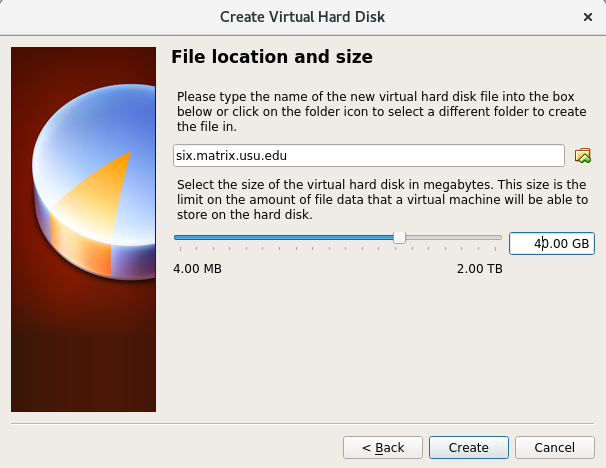 Create Virtual Hard Disk
File location and size
Please type the name of the new virtual hard disk file into the box
below or click on the folder icon to select a different folder to create
the file in.
six.matrix.usu.edu
Select the size of the virtual hard disk in megabytes. This size is the
limit on the amount of file data that a virtual machine will be able to
store on the hard disk.
40.00 GB
4.00 MB 2.00 TB
< Back Create Cancel